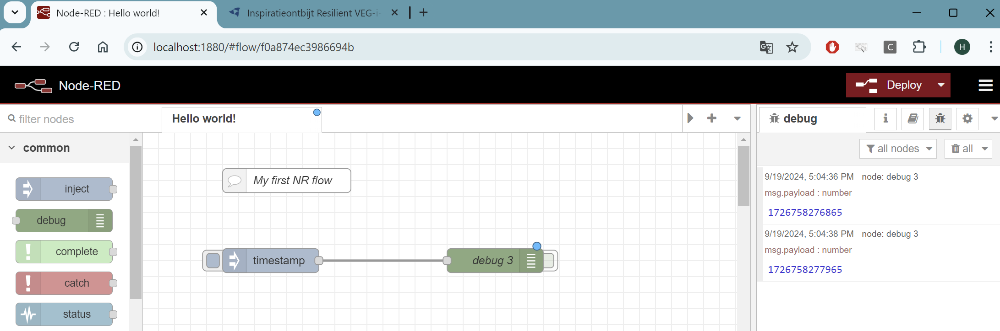 Node-RED : Hello world!
Inspiratieontbijt Resilient VEG-i-
localhost:1880/#flow/f0a874ec3986694b
C
H
Node-RED
Deploy
filter nodes
Hello world!
debug
i
common
all nodes
all
inject
debug
complete
catch
status
My first NR flow
timestamp
debug 3
9/19/2024, 5:04:36 PM node: debug 3
msg.payload : number
1726758276865
9/19/2024, 5:04:38 PM node: debug 3
msg.payload : number
1726758277965